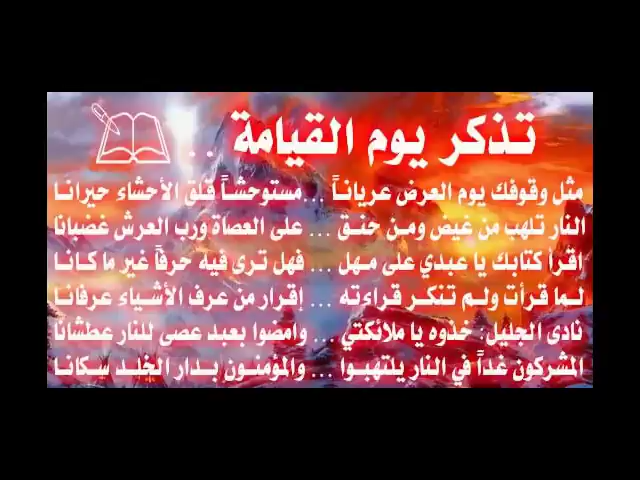 تذكر يوم القيامة ..
مثل وقوفك يوم العرض عرياناً ... مستوحشاً قلق الأحشاء حيرانا
النار تلهب من غيص ومن حنق ... على العصاة ورب العرش غضبانا
اقرأ كتابك يا عبدي على مهل ... فهل ترى فيه حرفاً غير ما كانا
لما قرأت ولم تنكر قراءته ... إقرار من عرف الأشياء عرفانا
نادى الجليل: خذوه يا ملائكتي ... وامضوا بعبد عصى للنار عطشانا
المشركون غداً في النار يلتهبوا ... والمؤمنون بدار الخلد سكانا